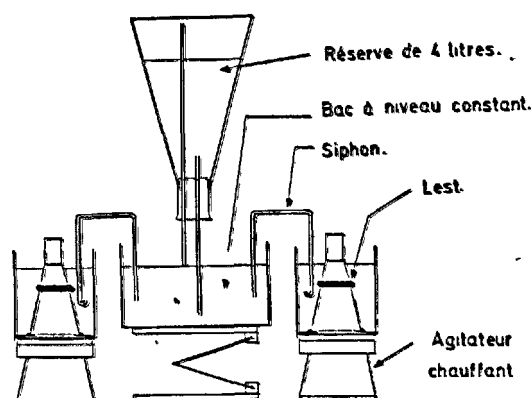 Réserve de 4 litres.
Bac à niveau constant.
Siphon.
Lest.
Agitateur
chauffant